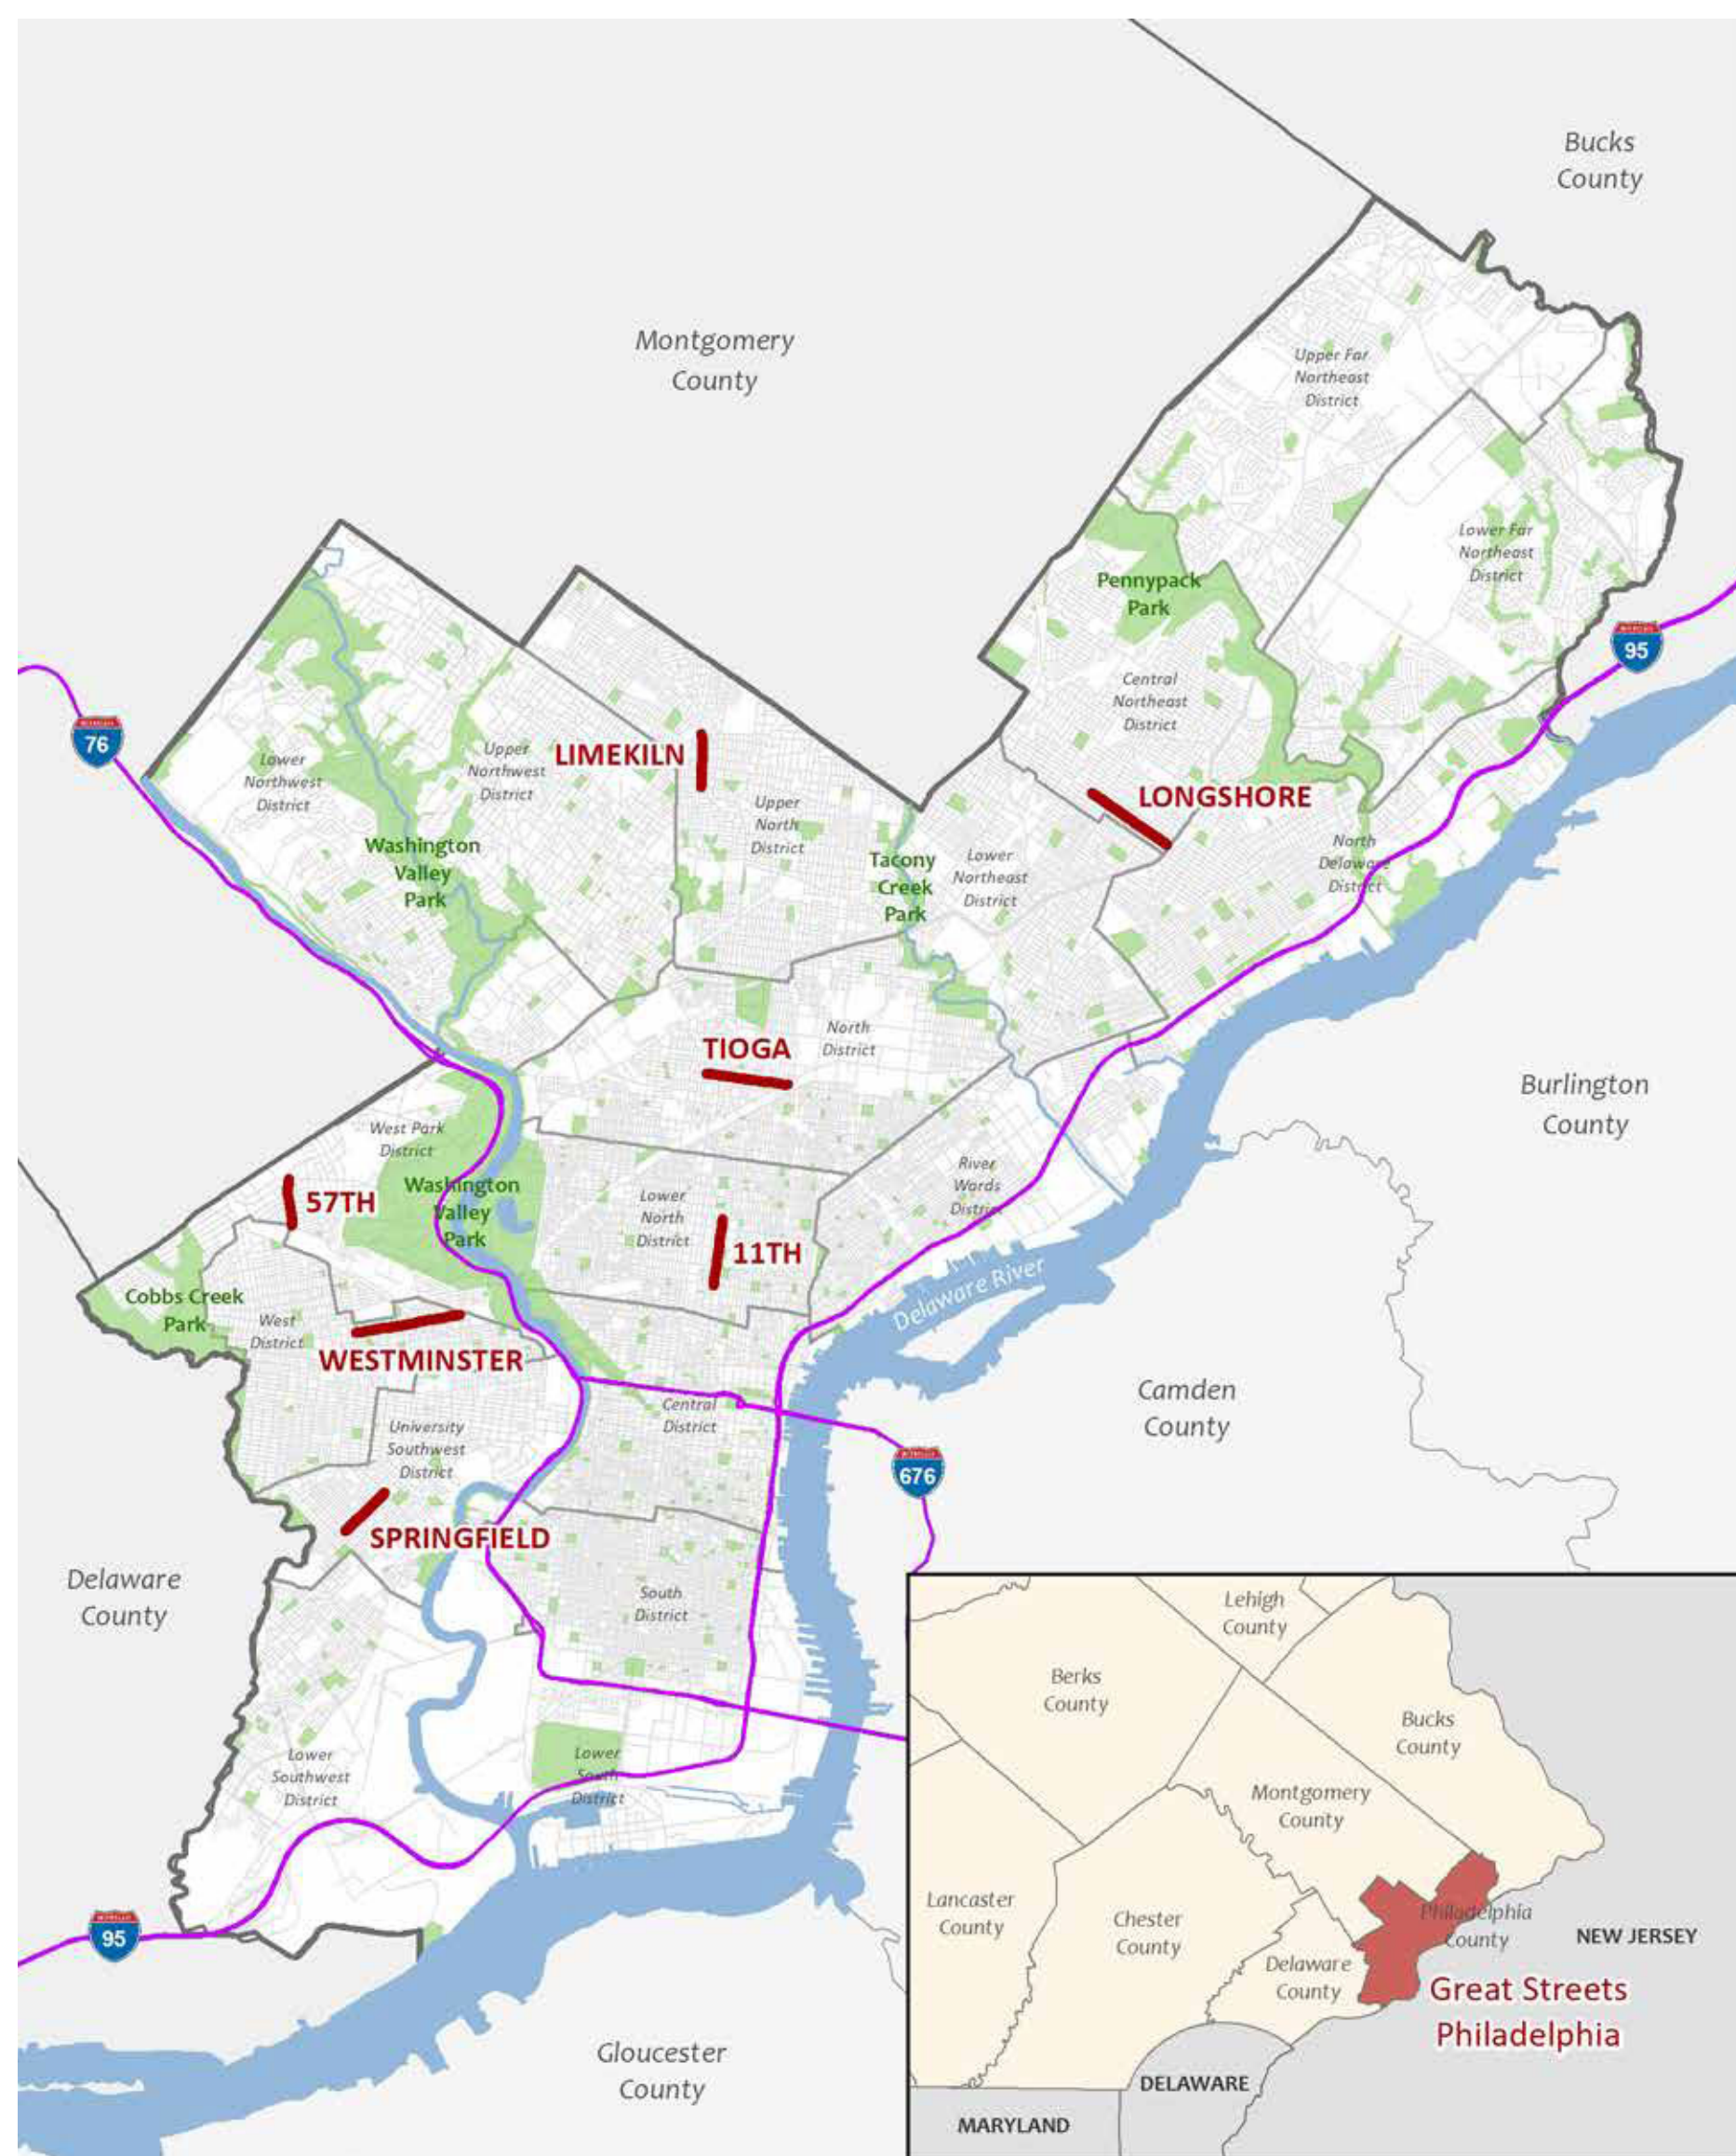 Bucks
County
Montgomery
County
Upper Far
Northeast
District
Lower Far
Northeast
District
Pennypack
Park
95
Central
Northeast
District
76
LIMEKILN
Lower
Northwest
District
Upper
Northwest
District
LONGSHORE
Upper
North
District
Washington
Valley
Park
Tacony
Creek
Park
Lower
Northeast
District
North
Delaware
District
TIOGA
North
District
Burlington
County
West Park
District
57TH
Washington
Valley
Park
Lower
North
District
River
Wards
District
11TH
Cobbs Creek
Park
West
District
Delaware River
WESTMINSTER
Camden
County
Central
District
University
Southwest
District
676
SPRINGFIELD
Delaware
County
South
District
Lower
Southwest
District
Lower
South
District
95
Gloucester
County
Lehigh
County
Berks
County
Bucks
County
Montgomery
County
Lancaster
County
Chester
County
Philadelphia
County
NEW JERSEY
Delaware
County
Great Streets
Philadelphia
DELAWARE
MARYLAND